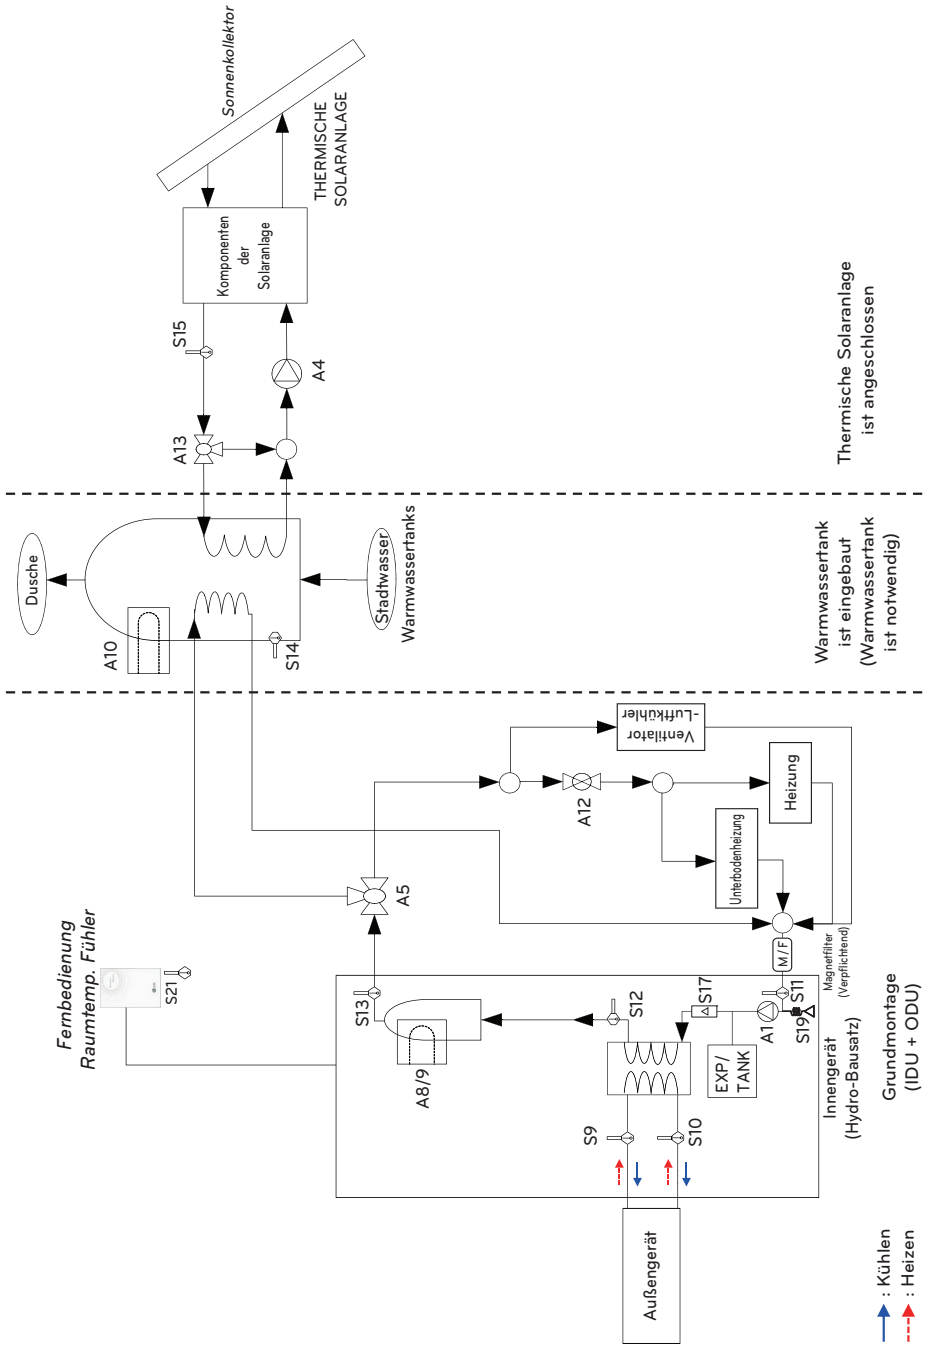 Sonnenkollektor
THERMISCHE
SOLARANLAGE
Komponenten
der
Solaranlage
S15
A4
A13
Thermische Solaranlage
ist angeschlossen
Dusche
Stadtwasser
Warmwassertanks
A10
S14
Warmwassertank
ist eingebaut
(Warmwassertank
ist notwendig)
Ventilator
-Luftkühler
A12
Heizung
Unterbodenheizung
A5
Fernbedienung
Raumtemp. Fühler
S21
M/F
Magnetfilter
(Verpflichtend)
S13
A8/9
S12
S17
S11
A1
S19
EXP/
TANK
S9
S10
Innengerät
(Hydro-Bausatz)
Grundmontage
(IDU + ODU)
Außengerät
: Kühlen
: Heizen